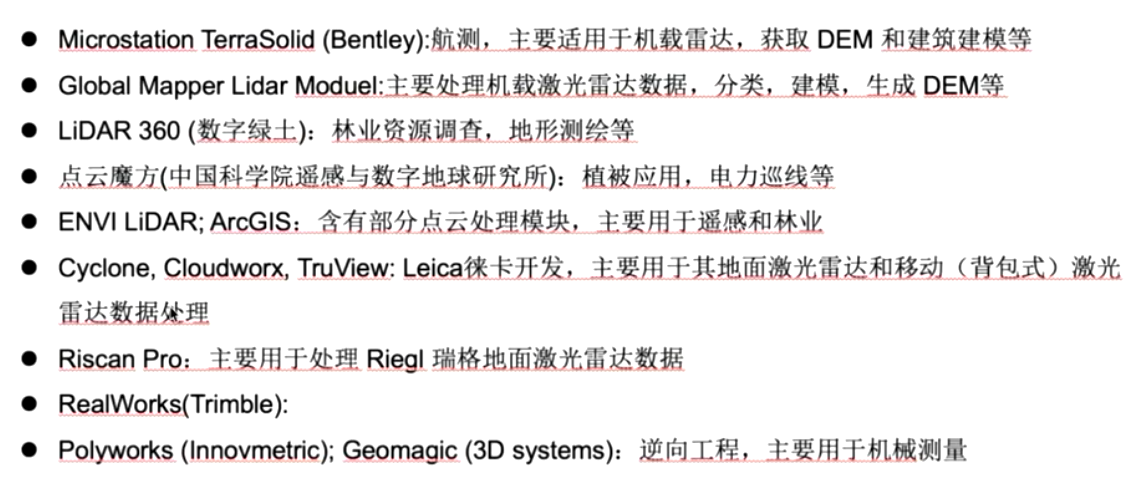 ● Microstation TerraSolid (Bentley):航测，主要适用于机载雷达，获取 DEM 和建筑建模等
● Global Mapper Lidar Moduel:主要处理机载激光雷达数据，分类，建模，生成 DEM等
● LiDAR 360 (数字绿土)：林业资源调查，地形测绘等
● 点云魔方(中国科学院遥感与数字地球研究所)：植被应用，电力巡线等
● ENVI LiDAR; ArcGIS：含有部分点云处理模块，主要用于遥感和林业
● Cyclone, Cloudworx, TruView: Leica徕卡开发，主要用于其地面激光雷达和移动（背包式）激光
雷达数据处理
● Riscan Pro：主要用于处理 Riegl 瑞格地面激光雷达数据
● RealWorks(Trimble):
● Polyworks (Innovmetric); Geomagic (3D systems)：逆向工程，主要用于机械测量